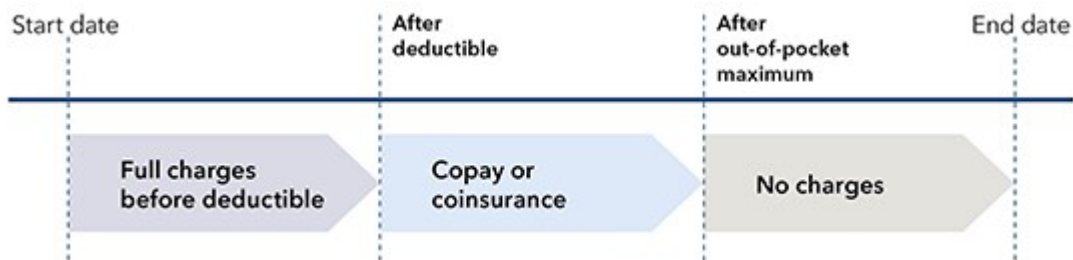 Start date
After
deductible
After
out-of-pocket
maximum
End date
Full charges
before deductible
Copay or
coinsurance
No charges